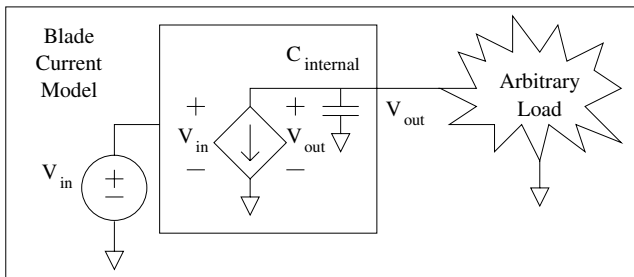 Blade
Current
Model
C internal
Arbitrary
Load
+ +
V in V out
V out
V in
+
−
− −